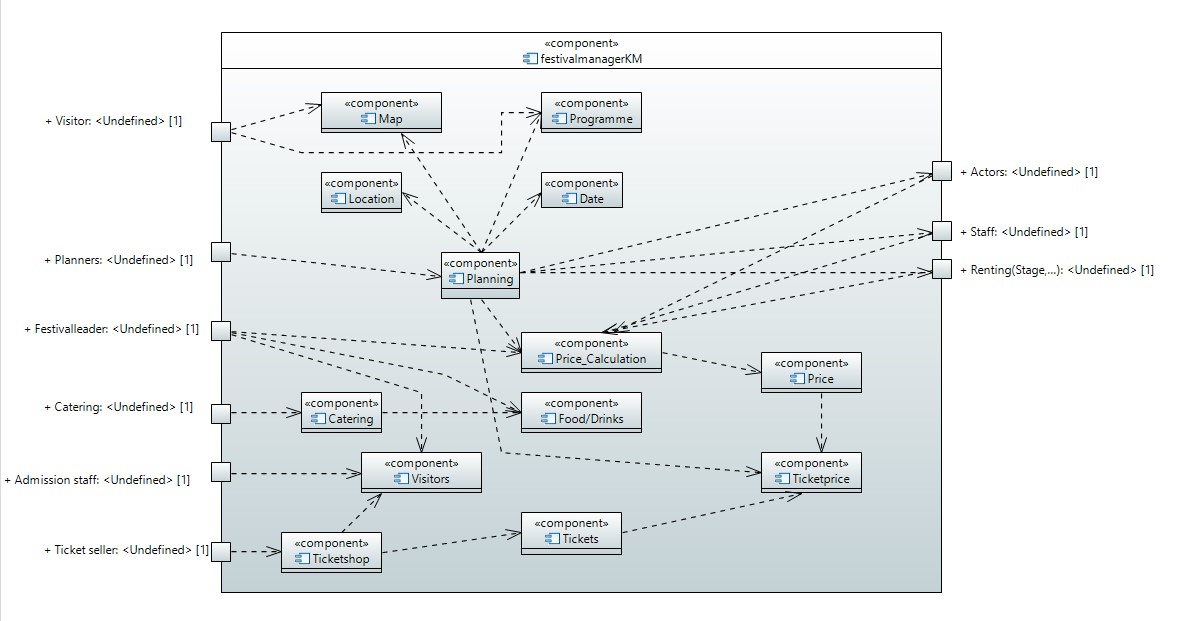 «component»
festivalmanagerKM
«component»
Map
«component»
Programme
+ Visitor: <Undefined> [1]
«component»
Location
«component»
Date
+ Actors: <Undefined> [1]
+ Staff: <Undefined> [1]
+ Planners: <Undefined> [1]
«component»
Planning
+ Renting(Stage,...): <Undefined> [1]
+ Festivalleader: <Undefined> [1]
«component»
Price_Calculation
«component»
Price
+ Catering: <Undefined> [1]
«component»
Catering
«component»
Food/Drinks
+ Admission staff: <Undefined> [1]
«component»
Visitors
«component»
Ticketprice
+ Ticket seller: <Undefined> [1]
«component»
Ticketshop
«component»
Tickets